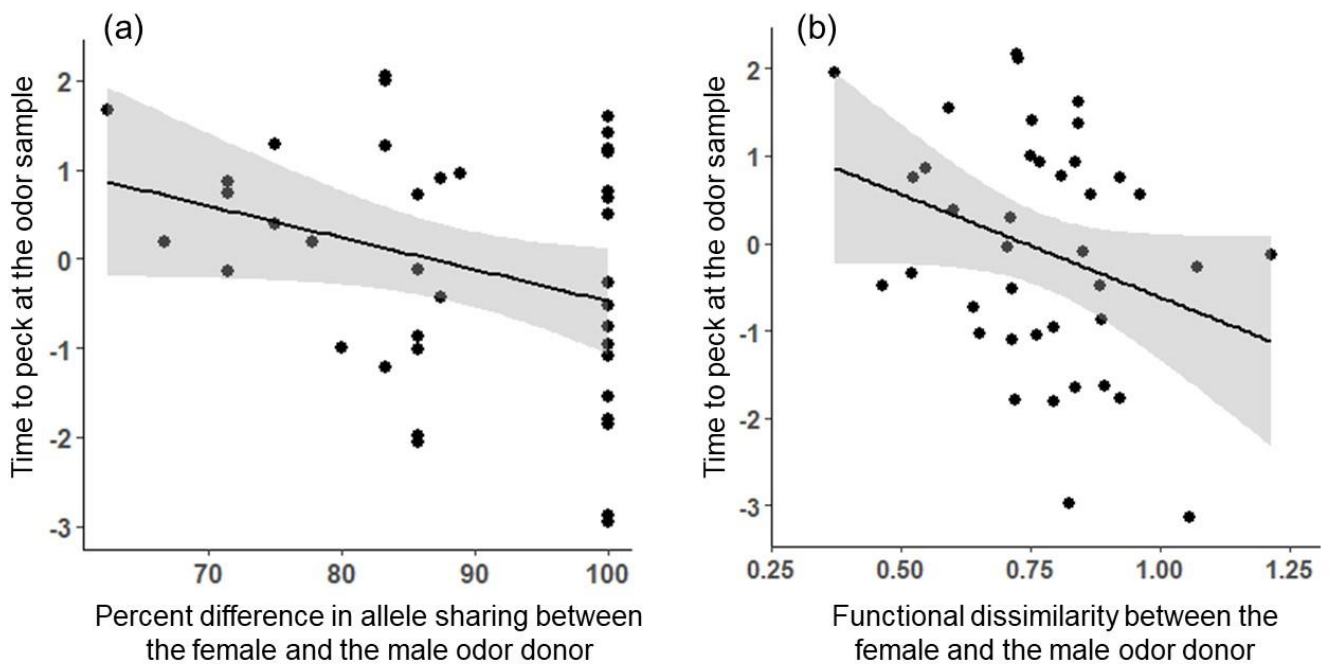 (a)
Time to peck at the odor sample
2
1
0
-1
-2
-3
70 80 90 100
Percent difference in allele sharing between
the female and the male odor donor
(b)
Time to peck at the odor sample
2
1
0
-1
-2
-3
0.25 0.50 0.75 1.00 1.25
Functional dissimilarity between the
female and the male odor donor